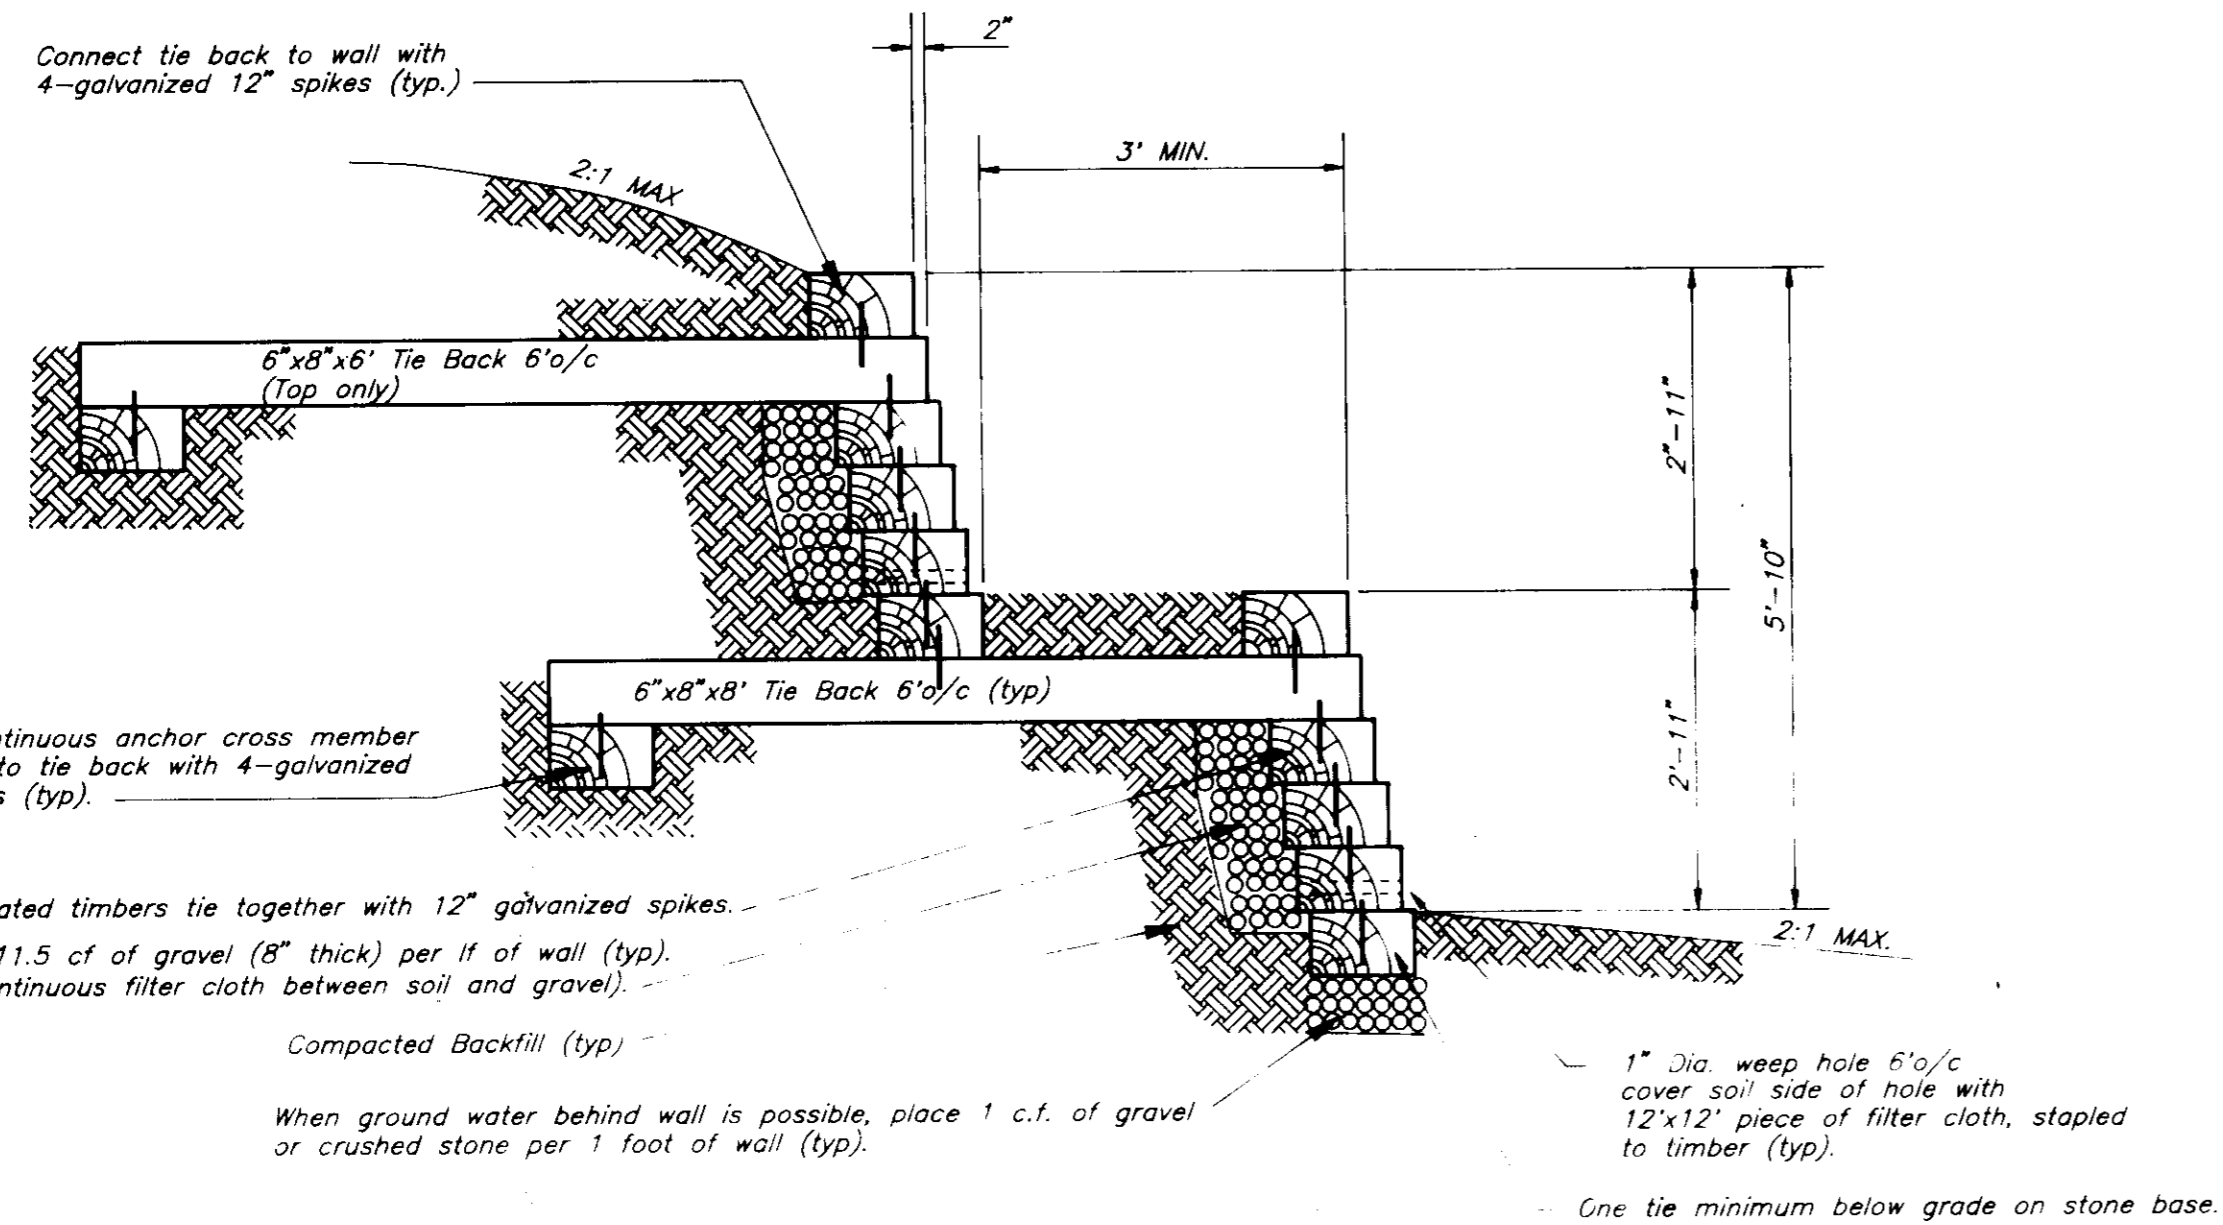 Connect tie back to wall with
4-galvanized 12" spikes (typ.)
2"
3' MIN.
2:1 MAX
6"x8"x6' Tie Back 6'o/c
(Top only)
2"-11"
5'-10"
6"x8"x8' Tie Back 6'o/c (typ)
2'-11"
ntinuous anchor cross member
to tie back with 4-galvanized
s (typ).
ated timbers tie together with 12" galvanized spikes.
11.5 cf of gravel (8" thick) per lf of wall (typ).
ntinuous filter cloth between soil and gravel).
2:1 MAX.
Compacted Backfill (typ)
When ground water behind wall is possible, place 1 c.f. of gravel
or crushed stone per 1 foot of wall (typ).
1" Dia. weep hole 6'o/c
cover soil side of hole with
12'x12' piece of filter cloth, stapled
to timber (typ).
One tie minimum below grade on stone base.